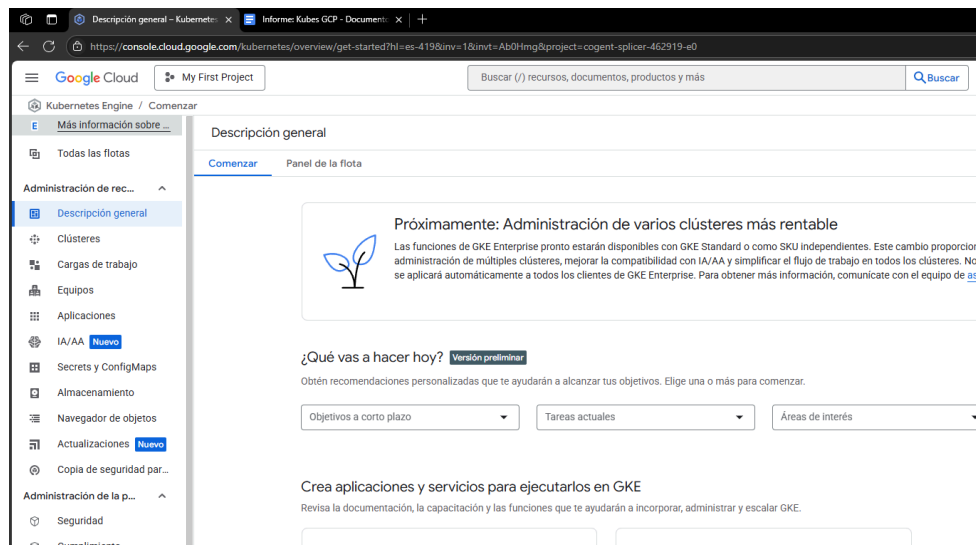 Descripción general – Kubernetes
Informe: Kubes GCP - Documento
https://console.cloud.google.com/kubernetes/overview/get-started?hl=es-419&inv=1&invt=Ab0Hmg&project=cogent-splicer-462919-e0
Google Cloud
My First Project
Buscar (/) recursos, documentos, productos y más
Buscar
Kubernetes Engine / Comenzar
E Más información sobre ...
Todas las flotas
Administración de rec...
Descripción general
Clústeres
Cargas de trabajo
Equipos
Aplicaciones
IA/AA Nuevo
Secrets y ConfigMaps
Almacenamiento
Navegador de objetos
Actualizaciones Nuevo
Copia de seguridad par...
Administración de la p...
Seguridad
Descripción general
Comenzar
Panel de la flota
Próximamente: Administración de varios clústeres más rentable
Las funciones de GKE Enterprise pronto estarán disponibles con GKE Standard o como SKU independientes. Este cambio proporcion
administración de múltiples clústeres, mejorar la compatibilidad con IA/AA y simplificar el flujo de trabajo en todos los clústeres. No
se aplicará automáticamente a todos los clientes de GKE Enterprise. Para obtener más información, comunícate con el equipo de as
¿Qué vas a hacer hoy? Versión preliminar
Obtén recomendaciones personalizadas que te ayudarán a alcanzar tus objetivos. Elige una o más para comenzar.
Objetivos a corto plazo
Tareas actuales
Áreas de interés
Crea aplicaciones y servicios para ejecutarlos en GKE
Revisa la documentación, la capacitación y las funciones que te ayudarán a incorporar, administrar y escalar GKE.